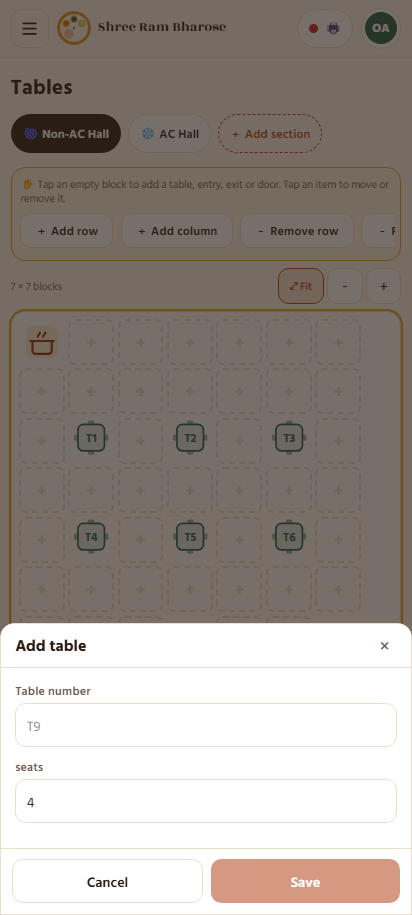 Shree Ram Bharose
OA
Tables
Non-AC Hall
AC Hall
+ Add section
Tap an empty block to add a table, entry, exit or door. Tap an item to move or
remove it.
+ Add row
+ Add column
- Remove row
-
7 × 7 blocks
Fit
-
+
T1
T2
T3
T4
T5
T6
Add table
×
Table number
T9
seats
4
Cancel
Save